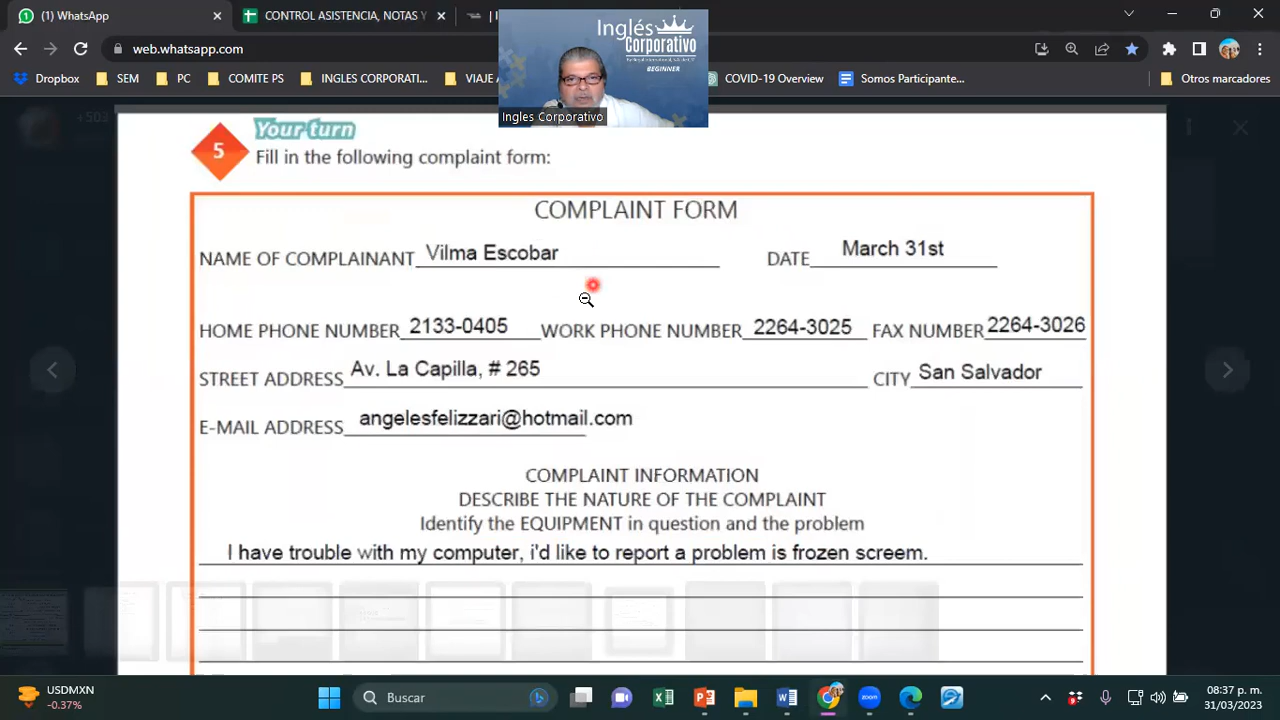 (1) WhatsApp
CONTROL ASISTENCIA, NOTAS Y
web.whatsapp.com
Dropbox
SEM
PC
COMITE PS
INGLES CORPORATI...
VIAJE
COVID-19 Overview
Somos Participante...
Otros marcadores
Inglés
Corporativo
BEGINNER
Ingles Corporativo
+503
5
Your turn
Fill in the following complaint form:
COMPLAINT FORM
NAME OF COMPLAINANT Vilma Escobar DATE March 31st
HOME PHONE NUMBER 2133-0405 WORK PHONE NUMBER 2264-3025 FAX NUMBER 2264-3026
STREET ADDRESS Av. La Capilla, # 265 CITY San Salvador
E-MAIL ADDRESS angelesfelizzari@hotmail.com
COMPLAINT INFORMATION
DESCRIBE THE NATURE OF THE COMPLAINT
Identify the EQUIPMENT in question and the problem
I have trouble with my computer, i'd like to report a problem is frozen screem.
USDMXN
-0.37%
Buscar
08:37 p. m.
31/03/2023